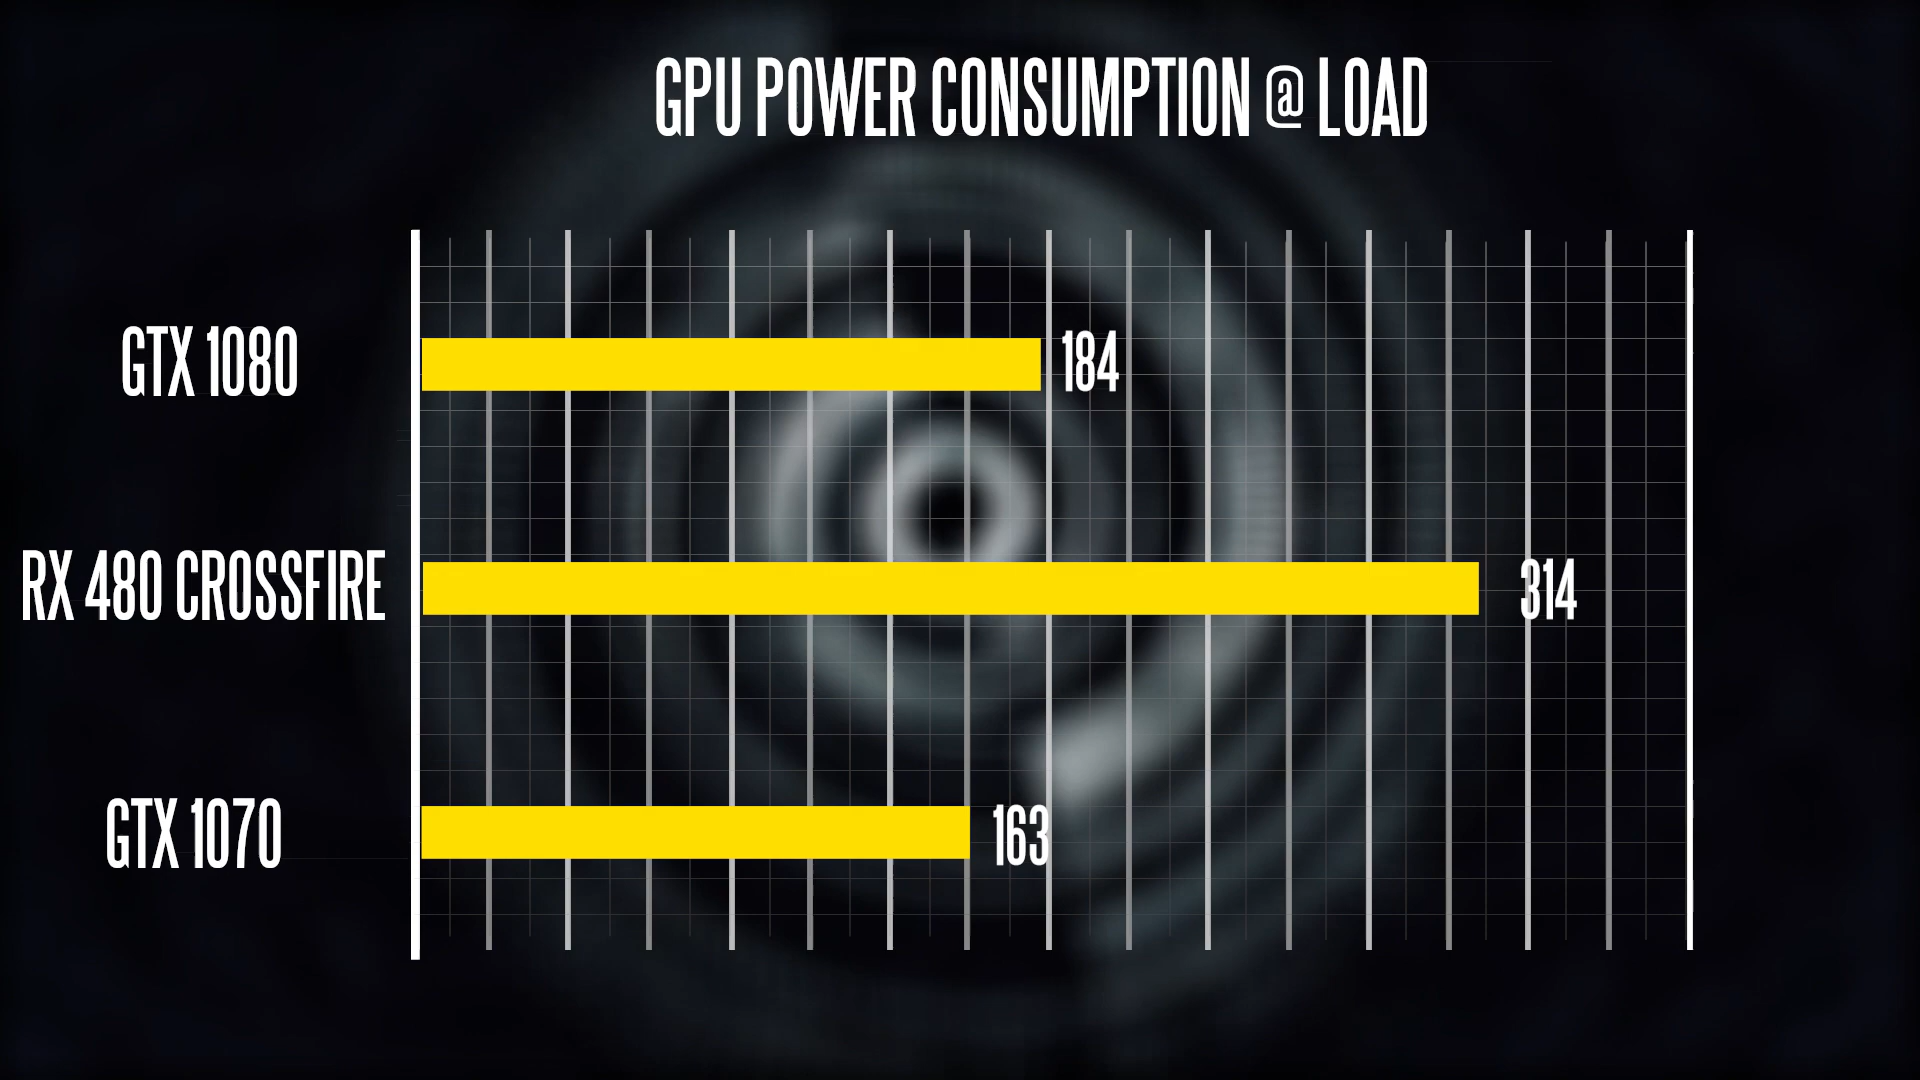 GPU POWER CONSUMPTION @ LOAD
GTX 1080 184
RX 480 CROSSFIRE 314
GTX 1070 163